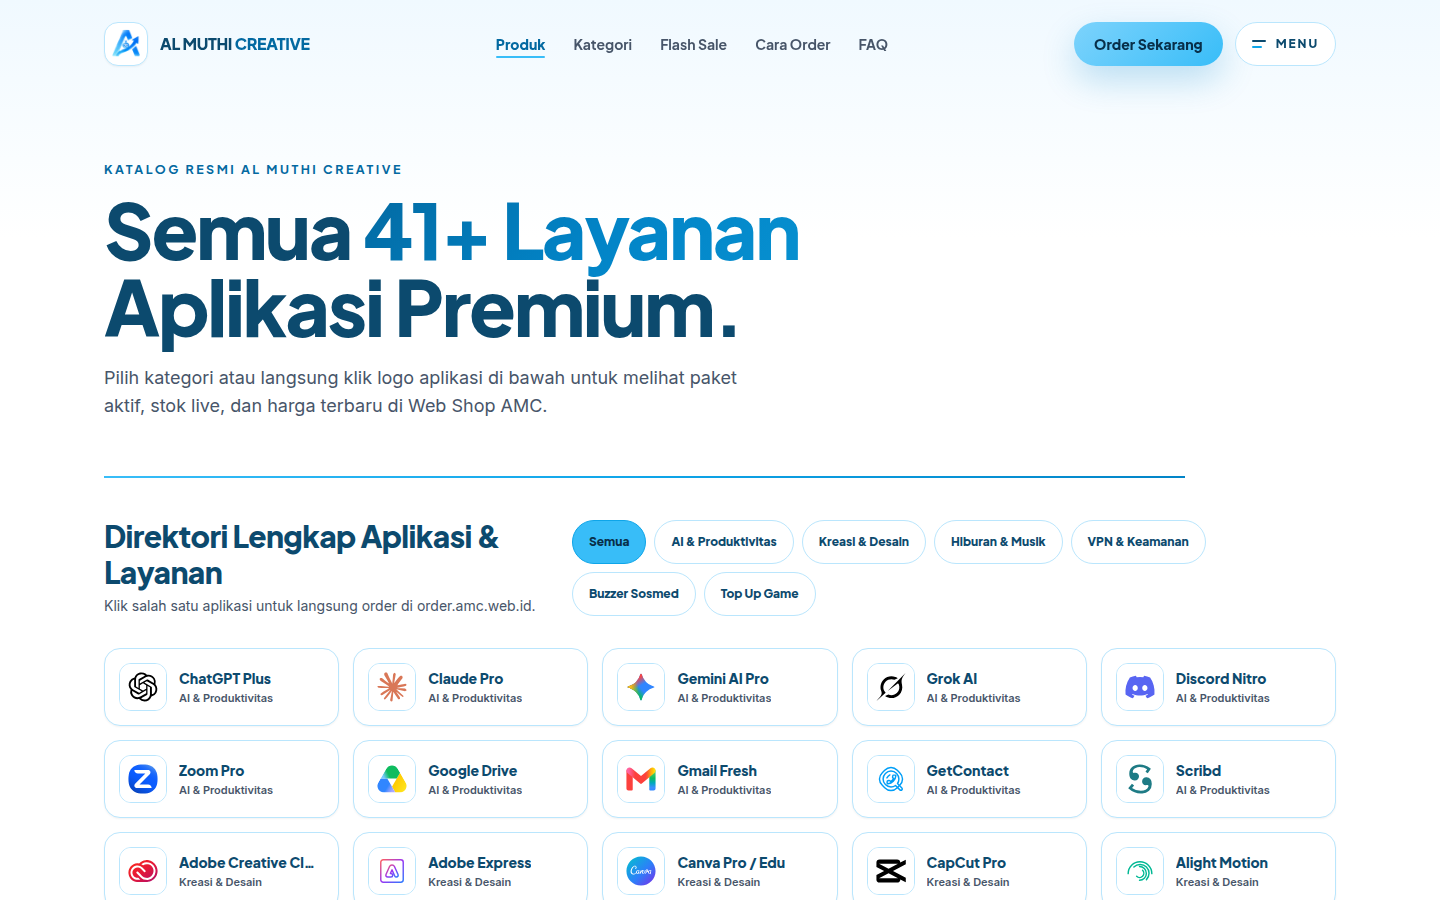 AL MUTHI CREATIVE
Produk
Kategori
Flash Sale
Cara Order
FAQ
Order Sekarang
MENU
KATALOG RESMI AL MUTHI CREATIVE
Semua 41+ Layanan
Aplikasi Premium.
Pilih kategori atau langsung klik logo aplikasi di bawah untuk melihat paket
aktif, stok live, dan harga terbaru di Web Shop AMC.
Direktori Lengkap Aplikasi &
Layanan
Klik salah satu aplikasi untuk langsung order di order.amc.web.id.
Semua
AI & Produktivitas
Kreasi & Desain
Hiburan & Musik
VPN & Keamanan
Buzzer Sosmed
Top Up Game
ChatGPT Plus
AI & Produktivitas
Claude Pro
AI & Produktivitas
Gemini AI Pro
AI & Produktivitas
Grok AI
AI & Produktivitas
Discord Nitro
AI & Produktivitas
Zoom Pro
AI & Produktivitas
Google Drive
AI & Produktivitas
Gmail Fresh
AI & Produktivitas
GetContact
AI & Produktivitas
Scribd
AI & Produktivitas
Adobe Creative Cl...
Kreasi & Desain
Adobe Express
Kreasi & Desain
Canva
Canva Pro / Edu
Kreasi & Desain
CapCut Pro
Kreasi & Desain
Alight Motion
Kreasi & Desain